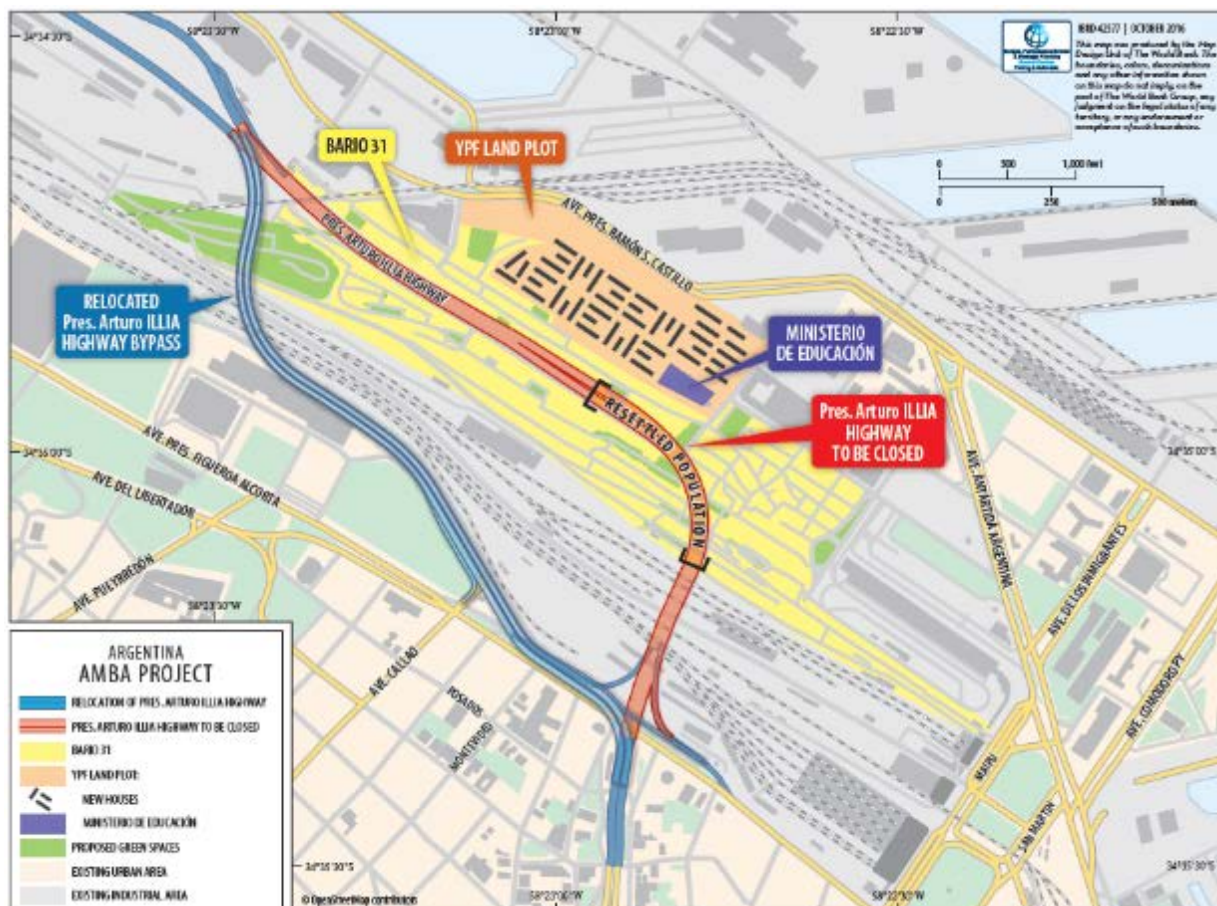 58°23'30"W
58°23'00"W
58°22'30"W
34°34'30"S
IBRD 42577 | OCTOBER 2016
This map was produced by the Map
Design Unit of The World Bank. The
boundaries, colors, denominations
and any other information shown
on this map do not imply, on the
part of The World Bank Group, any
judgment on the legal status of any
territory, or any endorsement or
acceptance of such boundaries.
0 500 1,000 feet
0 250 500 meters
BARIO 31
YPF LAND PLOT
AVE. PRES. RAMÓN S. CASTILLO
PRES. ARTURO ILLIA HIGHWAY
RELOCATED
Pres. Arturo ILLIA
HIGHWAY BYPASS
MINISTERIO
DE EDUCACIÓN
RESETTLED POPULATION
Pres. Arturo ILLIA
HIGHWAY
TO BE CLOSED
34°35'00"S
34°35'00"S
AVE. PRES. FIGUEROA ALCORTA
AVE. DEL LIBERTADOR
AVE. PUEYRREDÓN
AVE. ANTÁRTIDA ARGENTINA
AVE. DE LOS INMIGRANTES
AVE. COMODORO PY
58°23'30"W
AVE. CALLAO
POSADAS
MONTEVIDEO
MAIPÚ
SAN MARTÍN
ARGENTINA
AMBA PROJECT
RELOCATION OF PRES. ARTURO ILLIA HIGHWAY
PRES. ARTURO ILLIA HIGHWAY TO BE CLOSED
BARIO 31
YPF LAND PLOT:
NEW HOUSES
MINISTERIO DE EDUCACIÓN
PROPOSED GREEN SPACES
EXISTING URBAN AREA
EXISTING INDUSTRIAL AREA
34°35'30"S
34°35'30"S
© OpenStreetMap contributors
58°23'00"W
58°22'30"W